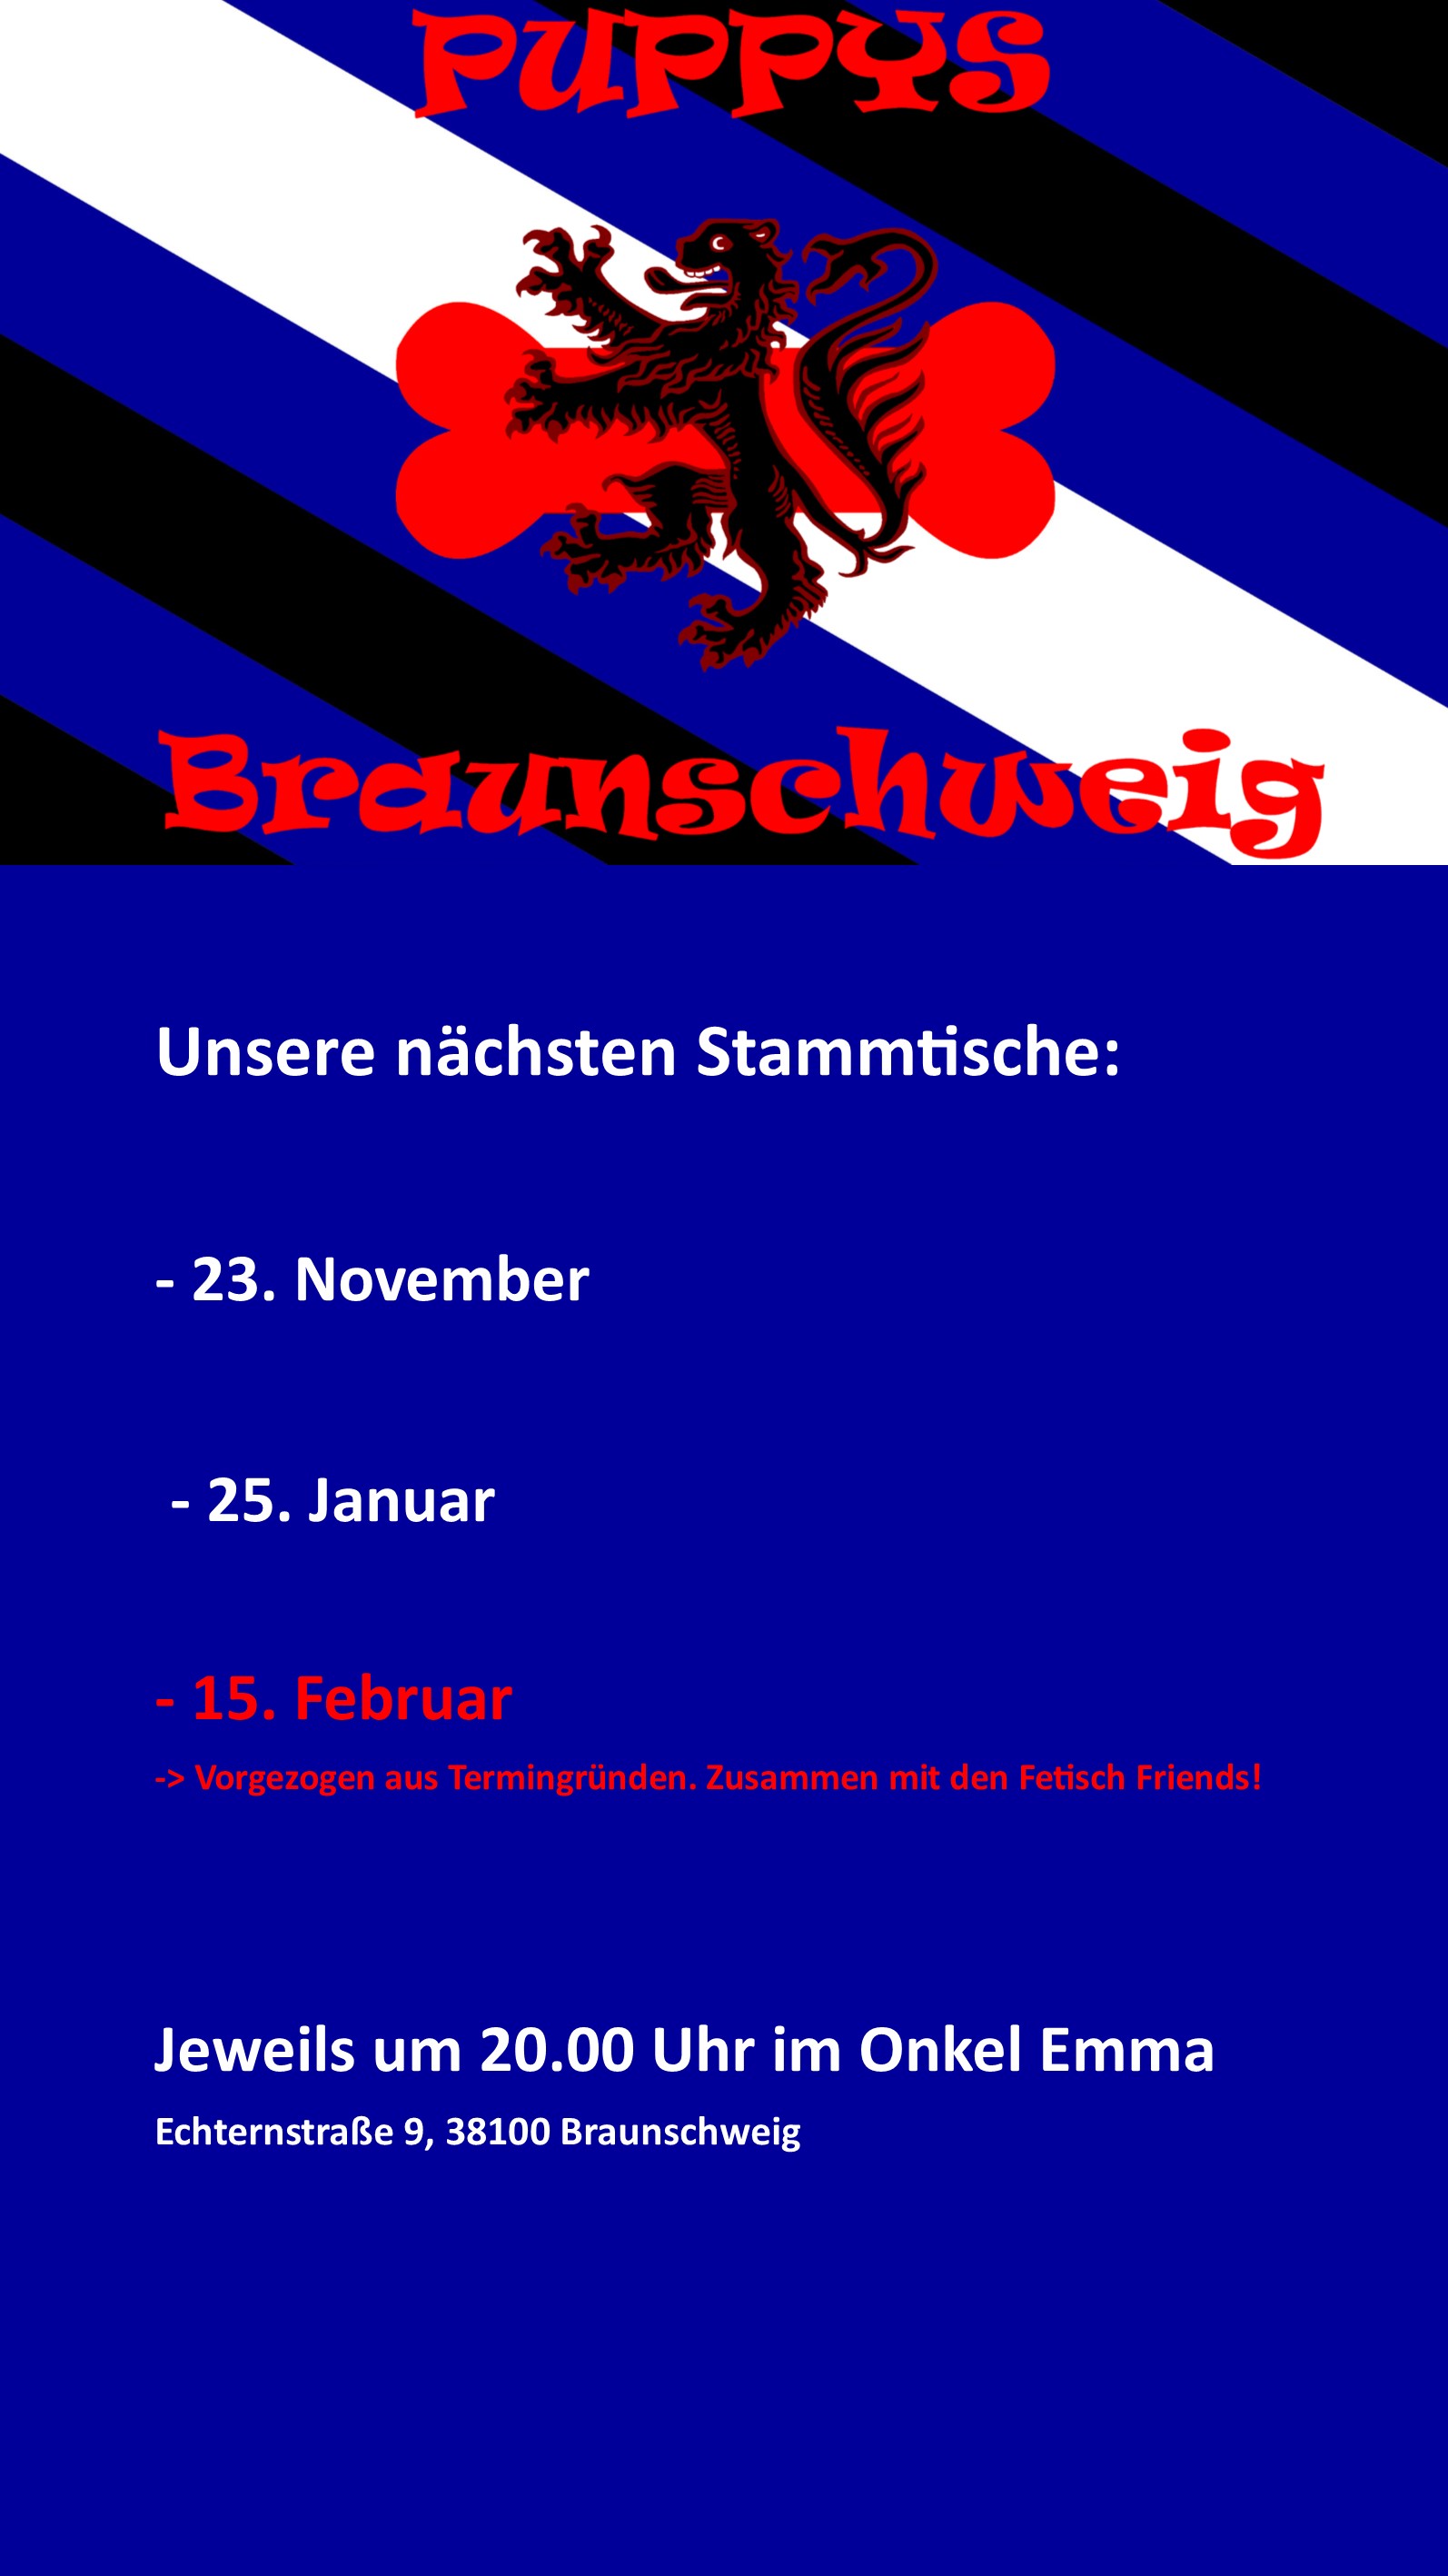 PUPPYS
Braunschweig
Unsere nächsten Stammtische:
- 23. November
- 25. Januar
- 15. Februar
-> Vorgezogen aus Termingründen. Zusammen mit den Fetisch Friends!
Jeweils um 20.00 Uhr im Onkel Emma
Echternstraße 9, 38100 Braunschweig